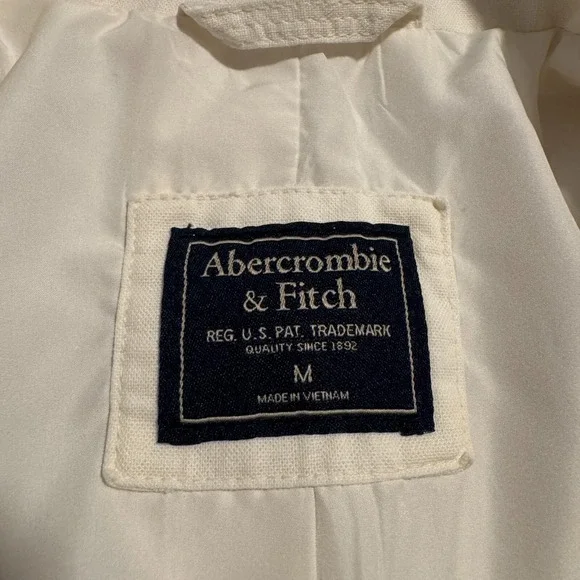 Abercrombie
& Fitch
REG. U.S. PAT. TRADEMARK
QUALITY SINCE 1892
M
MADE IN VIETNAM